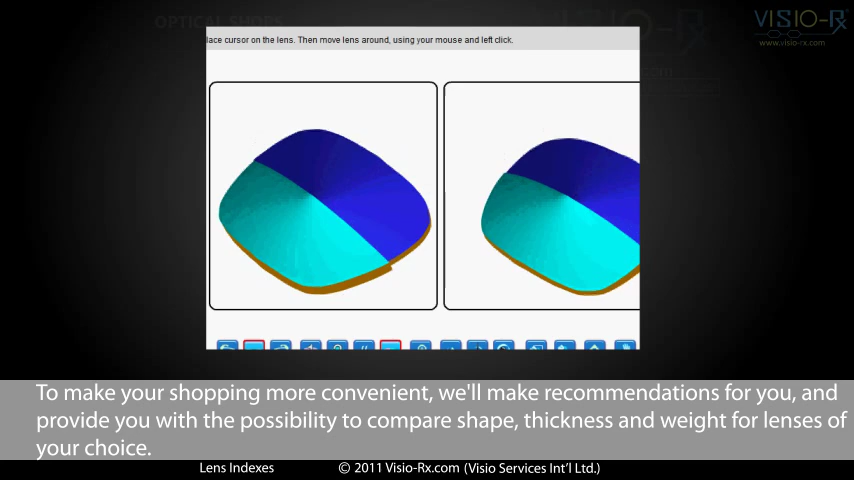 OPTICAL SHOES
VISIO-Rx
www.visio-rx.com
lace cursor on the lens. Then move lens around, using your mouse and left click.
To make your shopping more convenient, we'll make recommendations for you, and
provide you with the possibility to compare shape, thickness and weight for lenses of
your choice.
Lens Indexes
© 2011 Visio-Rx.com (Visio Services Int'l Ltd.)